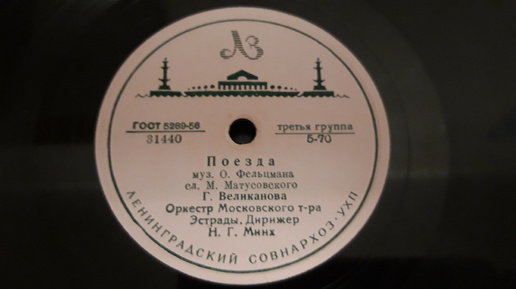 ЛЗ
ГОСТ 5289-56
31440
третья группа
5-70
Поезда
муз. О. Фельцмана
сл. М. Матусовского
Г. Великанова
Оркестр Московского т-ра
Эстрады. Дирижер
Н. Г. Минх
ЛЕНИНГРАДСКИЙ СОВНАРХОЗ·УХП